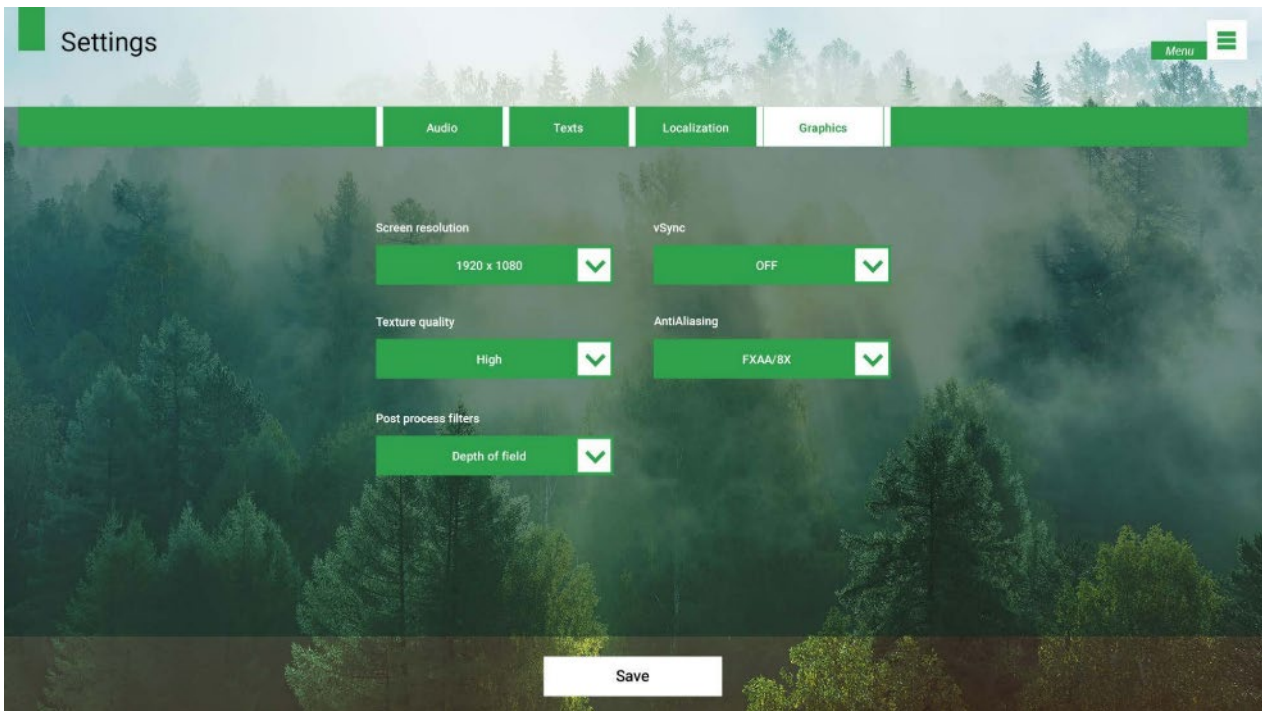 Settings
Menu
Audio
Texts
Localization
Graphics
Screen resolution
1920 x 1080
vSync
OFF
Texture quality
High
AntiAliasing
FXAA/8X
Post process filters
Depth of field
Save